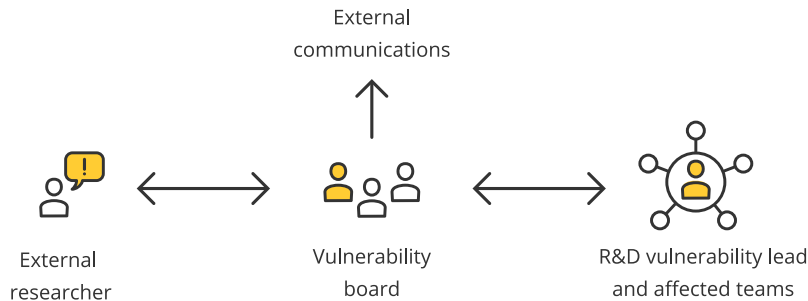 External
communications
!
External
researcher
Vulnerability
board
R&D vulnerability lead
and affected teams